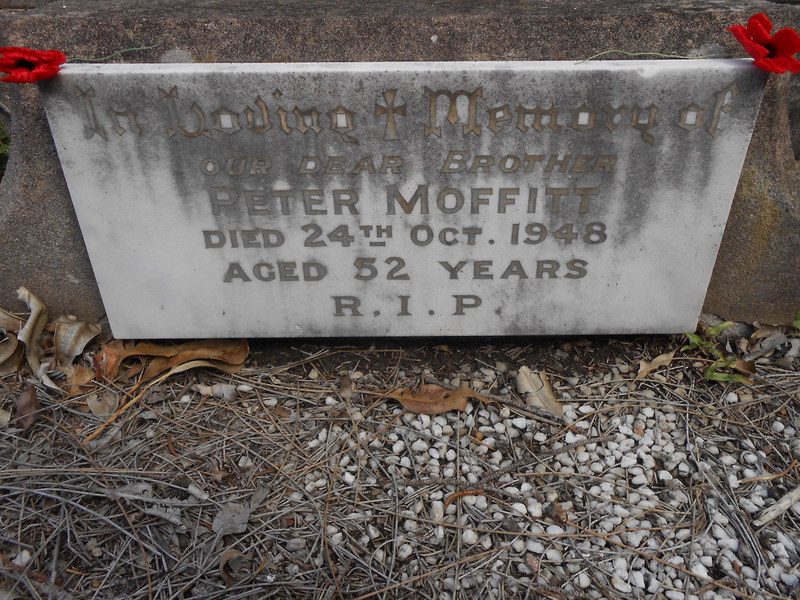 In Loving ✝ Memory of
OUR DEAR BROTHER
PETER MOFFITT
DIED 24TH OCT. 1948
AGED 52 YEARS
R.I.P